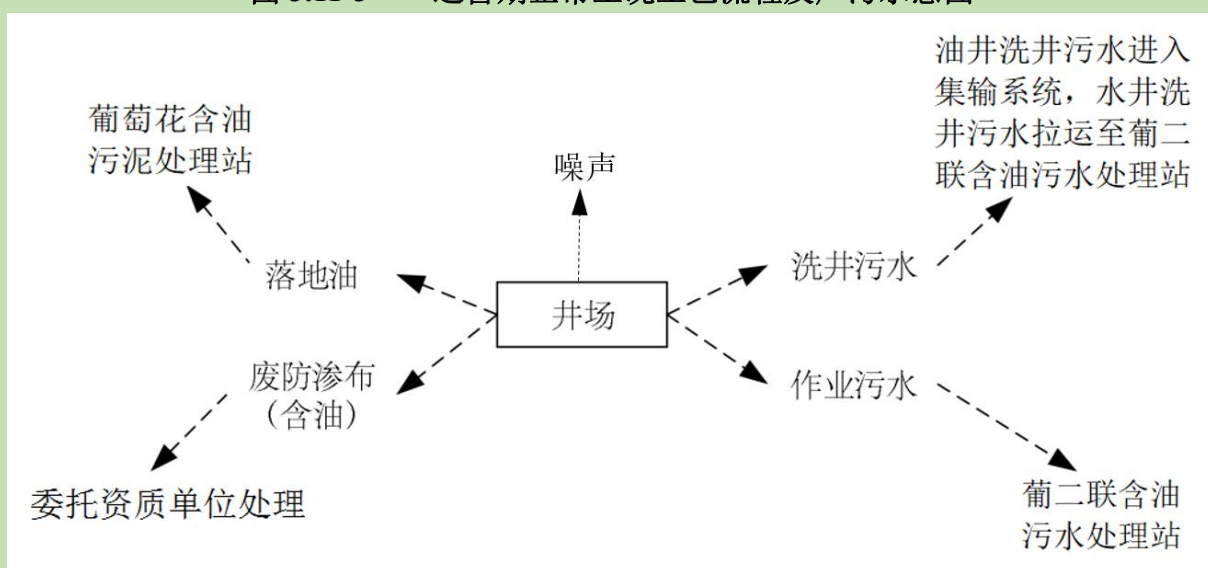 油井洗井污水进入
集输系统，水井洗
井污水拉运至葡二
联含油污水处理站
葡萄花含油
污泥处理站
噪声
落地油
洗井污水
井场
废防渗布
（含油）
作业污水
委托资质单位处理
葡二联含油
污水处理站